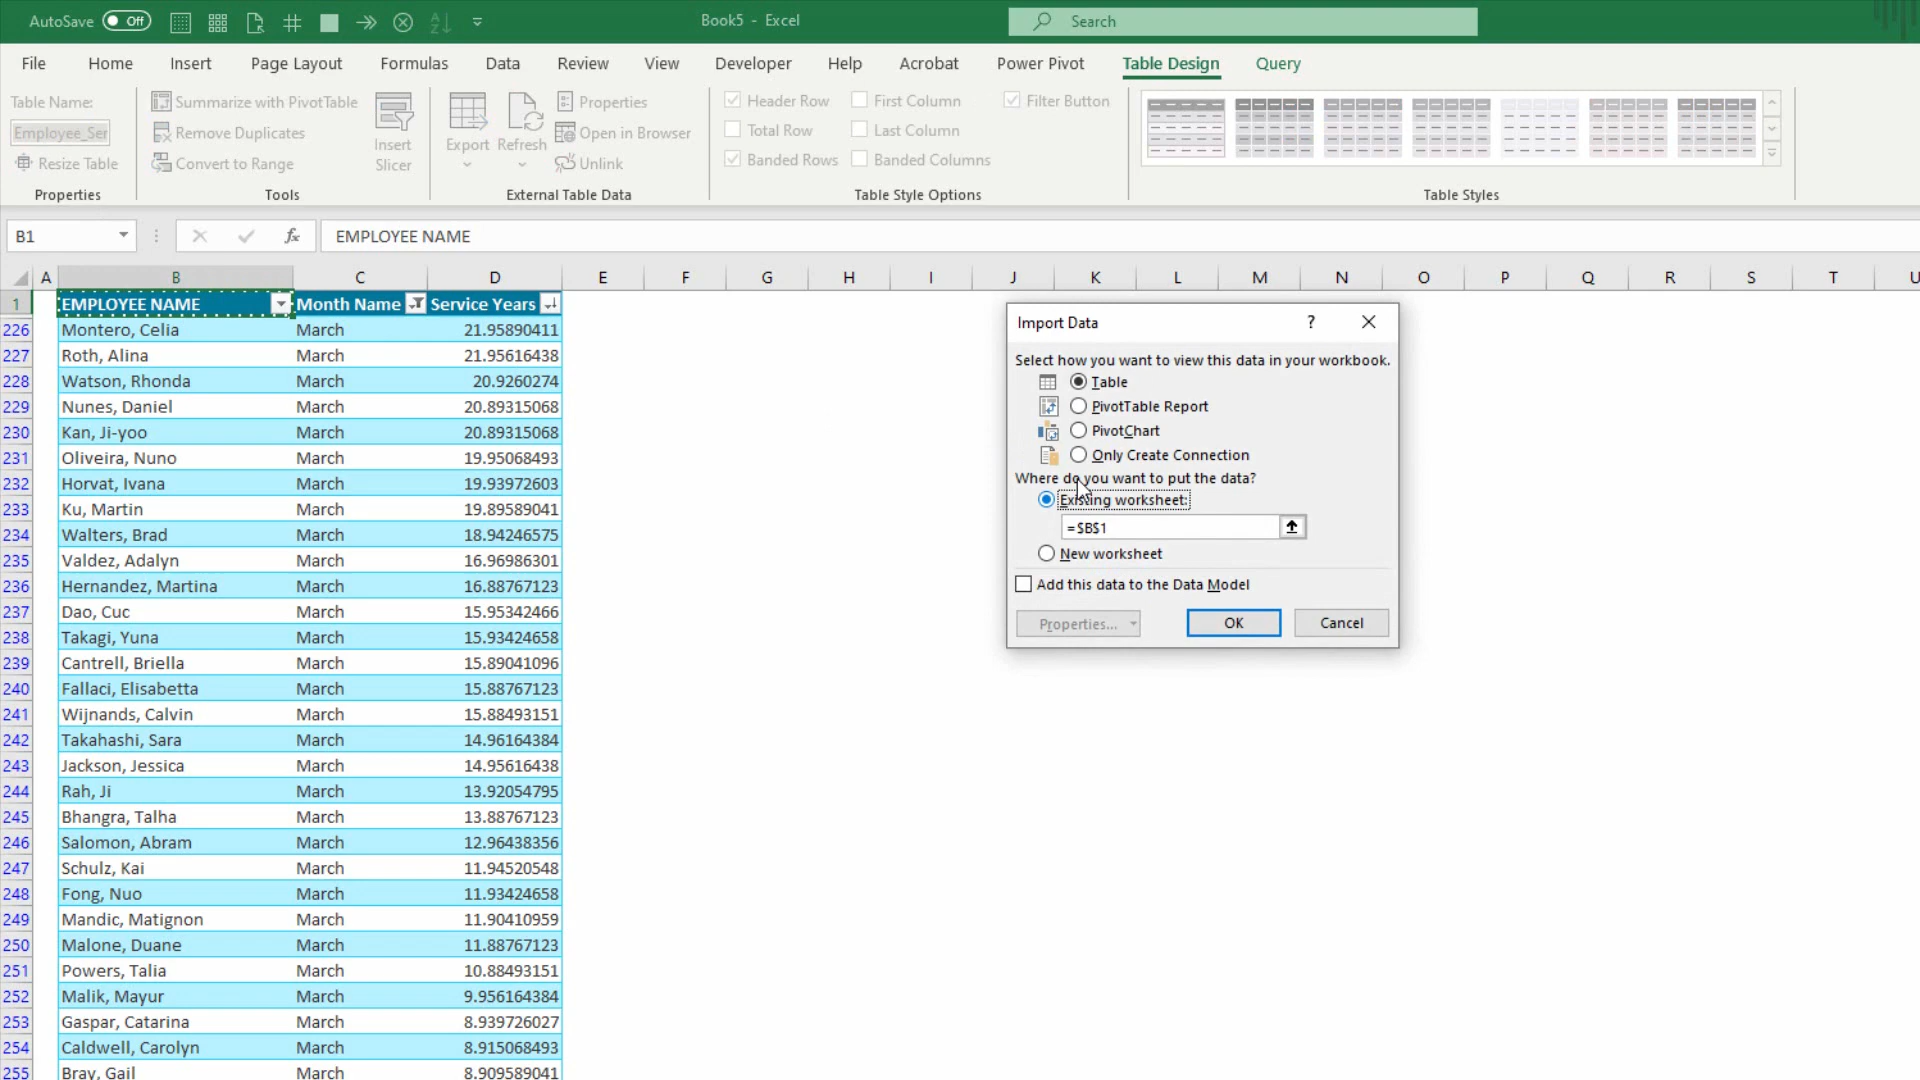 AutoSave Off Book5 - Excel Search
File Home Insert Page Layout Formulas Data Review View Developer Help Acrobat Power Pivot Table Design Query
Table Name:
Employee_Ser
Resize Table
Properties
Summarize with PivotTable
Remove Duplicates
Convert to Range
Insert
Slicer
Tools
Export Refresh
Properties
Open in Browser
Unlink
External Table Data
Header Row First Column Filter Button
Total Row Last Column
Banded Rows Banded Columns
Table Style Options
Table Styles
B1 fx EMPLOYEE NAME
A B C D E F G H I J K L M N O P Q R S T U
1 EMPLOYEE NAME Month Name Service Years
226 Montero, Celia March 21.95890411
227 Roth, Alina March 21.95616438
228 Watson, Rhonda March 20.9260274
229 Nunes, Daniel March 20.89315068
230 Kan, Ji-yoo March 20.89315068
231 Oliveira, Nuno March 19.95068493
232 Horvat, Ivana March 19.93972603
233 Ku, Martin March 19.89589041
234 Walters, Brad March 18.94246575
235 Valdez, Adalyn March 16.96986301
236 Hernandez, Martina March 16.88767123
237 Dao, Cuc March 15.95342466
238 Takagi, Yuna March 15.93424658
239 Cantrell, Briella March 15.89041096
240 Fallaci, Elisabetta March 15.88767123
241 Wijnands, Calvin March 15.88493151
242 Takahashi, Sara March 14.96164384
243 Jackson, Jessica March 14.95616438
244 Rah, Ji March 13.92054795
245 Bhangra, Talha March 13.88767123
246 Salomon, Abram March 12.96438356
247 Schulz, Kai March 11.94520548
248 Fong, Nuo March 11.93424658
249 Mandic, Matignon March 11.90410959
250 Malone, Duane March 11.88767123
251 Powers, Talia March 10.88493151
252 Malik, Mayur March 9.956164384
253 Gaspar, Catarina March 8.939726027
254 Caldwell, Carolyn March 8.915068493
255 Bray, Gail March 8.909589041
Import Data ?
Select how you want to view this data in your workbook.
Table
PivotTable Report
PivotChart
Only Create Connection
Where do you want to put the data?
Existing worksheet:
=$B$1
New worksheet
Add this data to the Data Model
Properties... OK Cancel